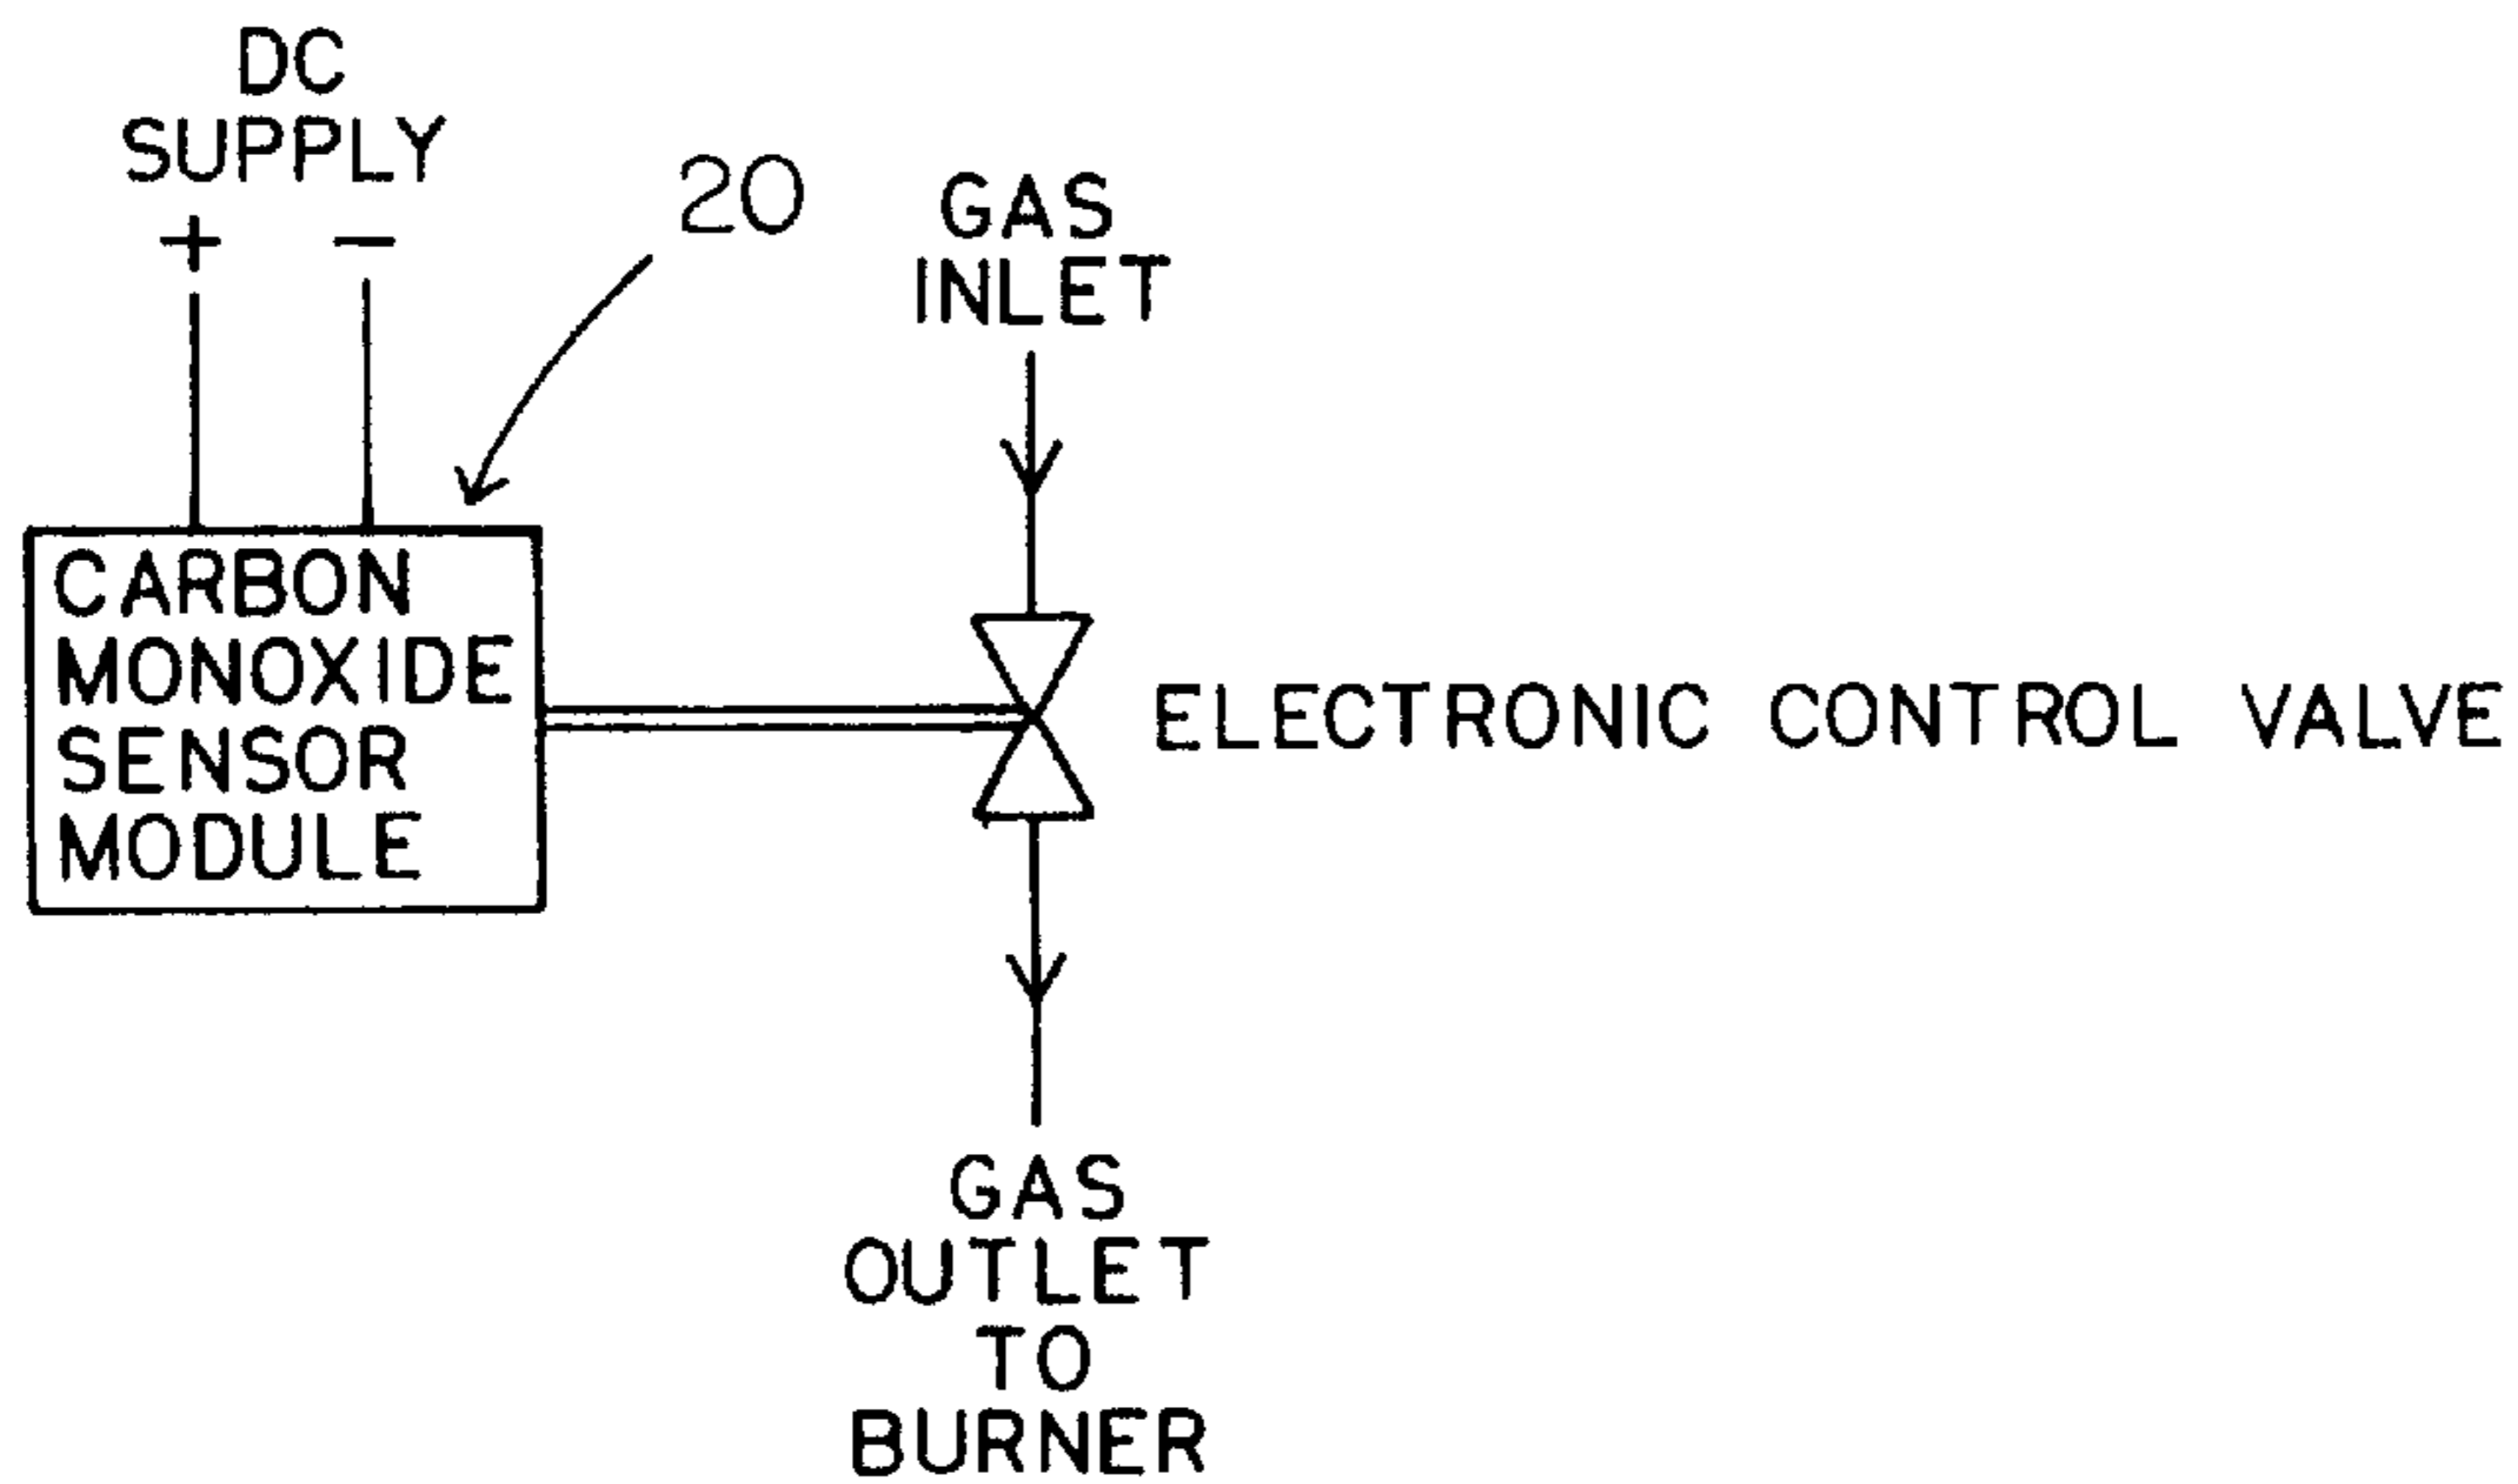 DC
SUPPLY
+ −
20
GAS
INLET
CARBON
MONOXIDE
SENSOR
MODULE
ELECTRONIC CONTROL VALVE
GAS
OUTLET
TO
BURNER